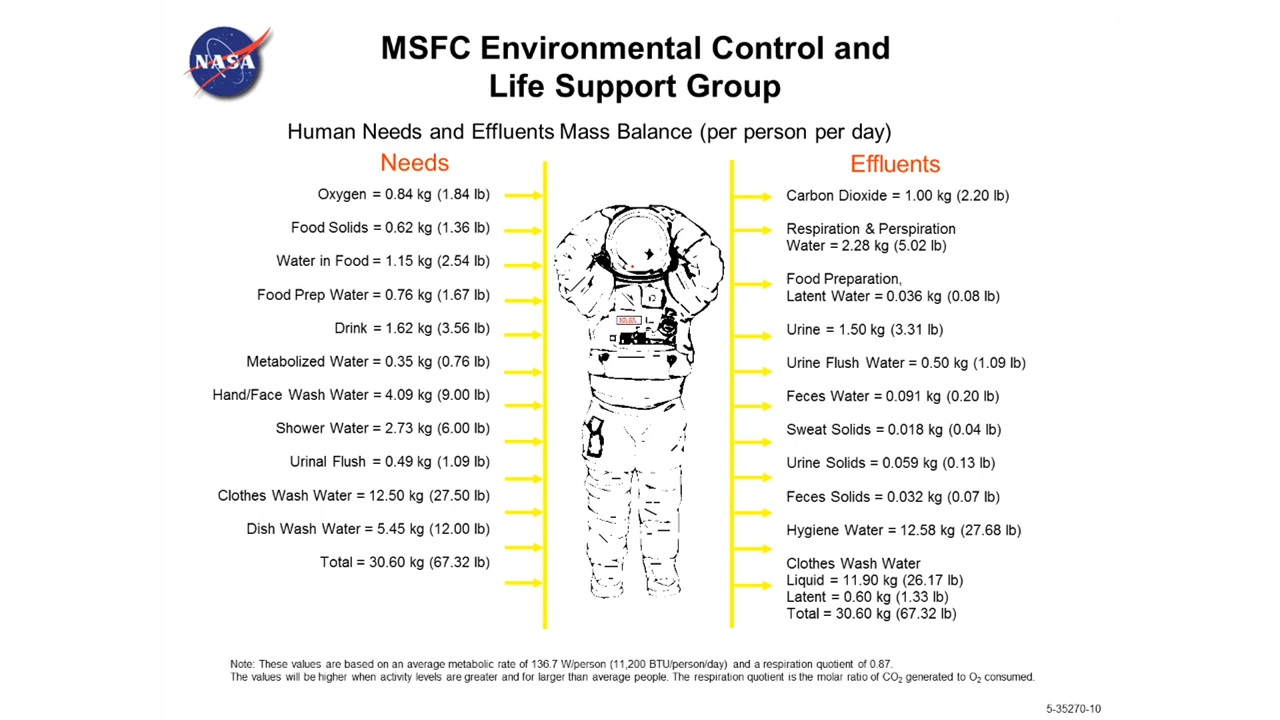 NASA
MSFC Environmental Control and
Life Support Group
Human Needs and Effluents Mass Balance (per person per day)
Needs
Oxygen = 0.84 kg (1.84 lb)
Food Solids = 0.62 kg (1.36 lb)
Water in Food = 1.15 kg (2.54 lb)
Food Prep Water = 0.76 kg (1.67 lb)
Drink = 1.62 kg (3.56 lb)
Metabolized Water = 0.35 kg (0.76 lb)
Hand/Face Wash Water = 4.09 kg (9.00 lb)
Shower Water = 2.73 kg (6.00 lb)
Urinal Flush = 0.49 kg (1.09 lb)
Clothes Wash Water = 12.50 kg (27.50 lb)
Dish Wash Water = 5.45 kg (12.00 lb)
Total = 30.60 kg (67.32 lb)
Effluents
Carbon Dioxide = 1.00 kg (2.20 lb)
Respiration & Perspiration
Water = 2.28 kg (5.02 lb)
Food Preparation,
Latent Water = 0.036 kg (0.08 lb)
Urine = 1.50 kg (3.31 lb)
Urine Flush Water = 0.50 kg (1.09 lb)
Feces Water = 0.091 kg (0.20 lb)
Sweat Solids = 0.018 kg (0.04 lb)
Urine Solids = 0.059 kg (0.13 lb)
Feces Solids = 0.032 kg (0.07 lb)
Hygiene Water = 12.58 kg (27.68 lb)
Clothes Wash Water
Liquid = 11.90 kg (26.17 lb)
Latent = 0.60 kg (1.33 lb)
Total = 30.60 kg (67.32 lb)
Note: These values are based on an average metabolic rate of 136.7 W/person (11,200 BTU/person/day) and a respiration quotient of 0.87.
The values will be higher when activity levels are greater and for larger than average people. The respiration quotient is the molar ratio of CO₂ generated to O₂ consumed.
5-35270-10